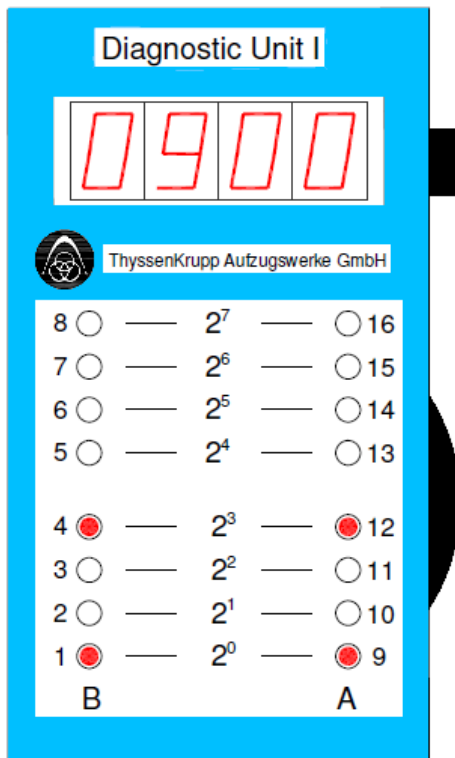 Diagnostic Unit I
0900
ThyssenKrupp Aufzugswerke GmbH
8 2⁷ 16
7 2⁶ 15
6 2⁵ 14
5 2⁴ 13
4 2³ 12
3 2² 11
2 2¹ 10
1 2⁰ 9
B A